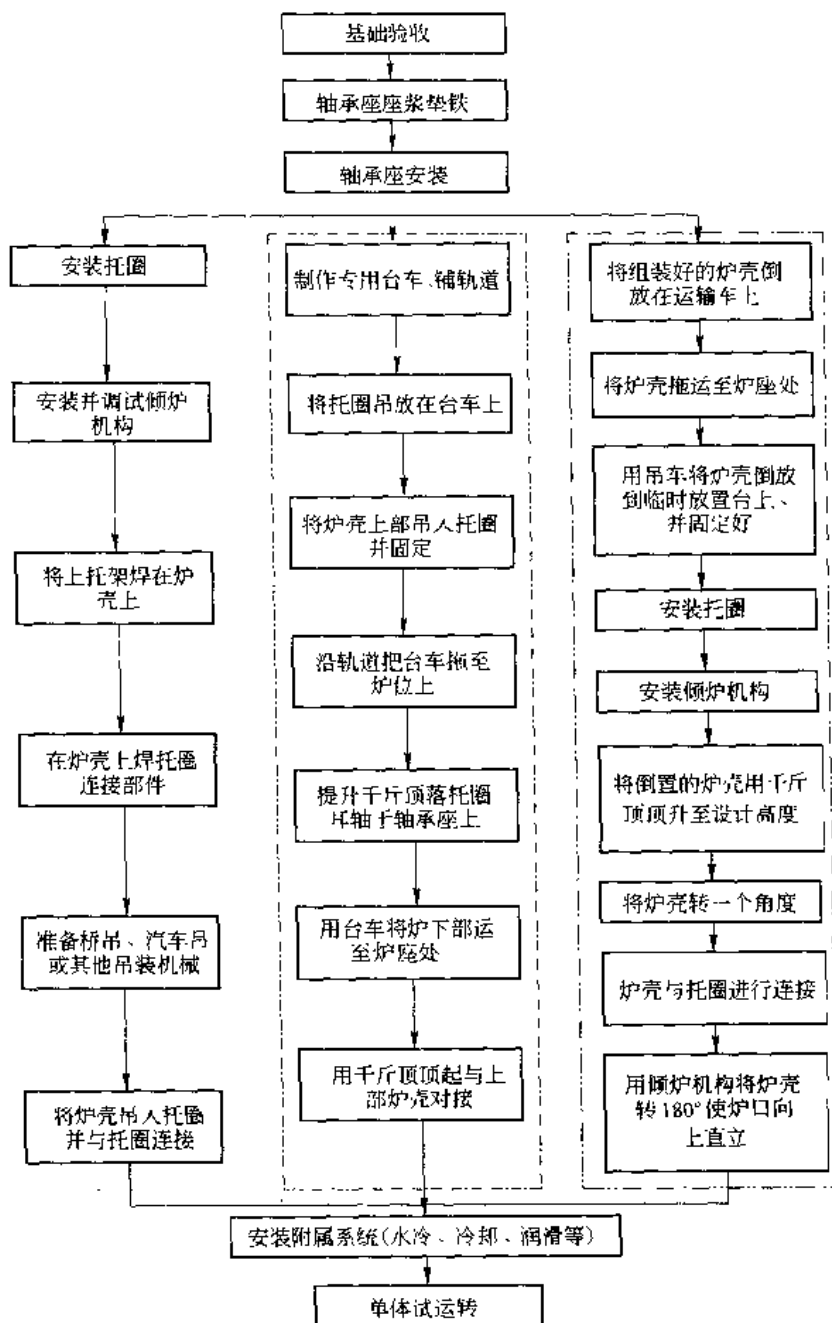 基础验收
轴承座座浆垫铁
轴承座安装
安装托圈
安装并调试倾炉
机构
将上托架焊在炉
壳上
在炉壳上焊托圈
连接部件
准备桥吊、汽车吊
或其他吊装机械
将炉壳吊入托圈
并与托圈连接
制作专用台车、铺轨道
将托圈吊放在台车上
将炉壳上部吊入托圈
并固定
沿轨道把台车拖至
炉位上
提升千斤顶落托圈
耳轴于轴承座上
用台车将炉下部运
至炉座处
用千斤顶顶起与上
部炉壳对接
将组装好的炉壳倒
放在运输车上
将炉壳拖运至炉座处
用吊车将炉壳倒放
到临时放置台上、
并固定好
安装托圈
安装倾炉机构
将倒置的炉壳用千斤
顶顶升至设计高度
将炉壳转一个角度
炉壳与托圈进行连接
用倾炉机构将炉壳
转180°使炉口向
上直立
安装附属系统(水冷、冷却、润滑等)
单体试运转